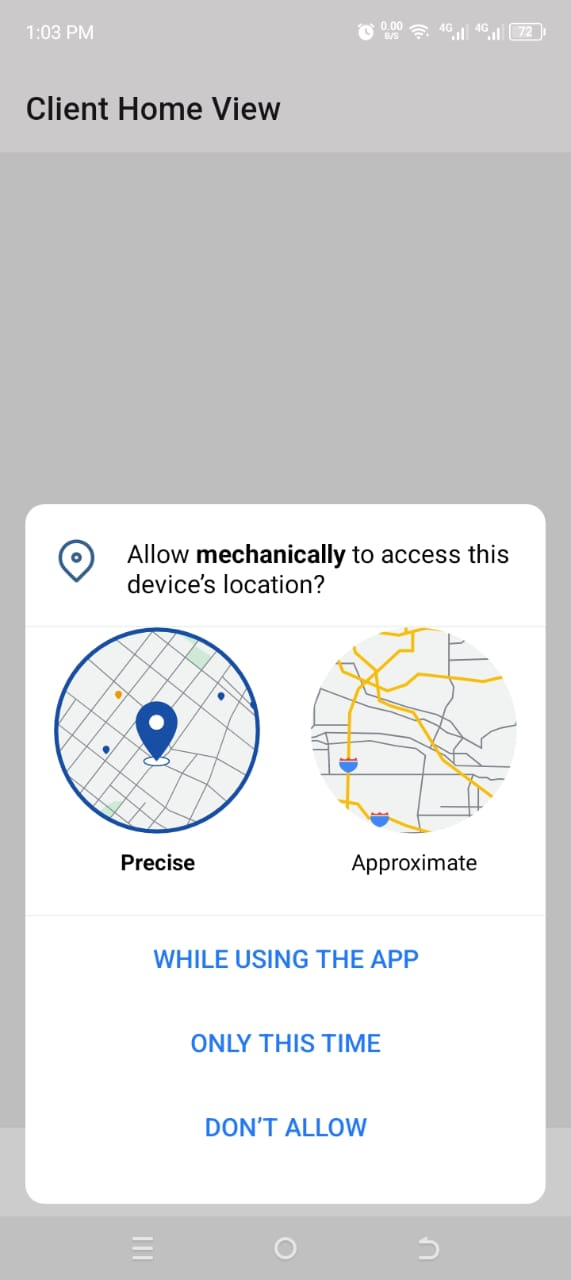 1:03 PM
0.00
B/S
4G
4G
72
Client Home View
Allow mechanically to access this
device’s location?
Precise
Approximate
WHILE USING THE APP
ONLY THIS TIME
DON’T ALLOW